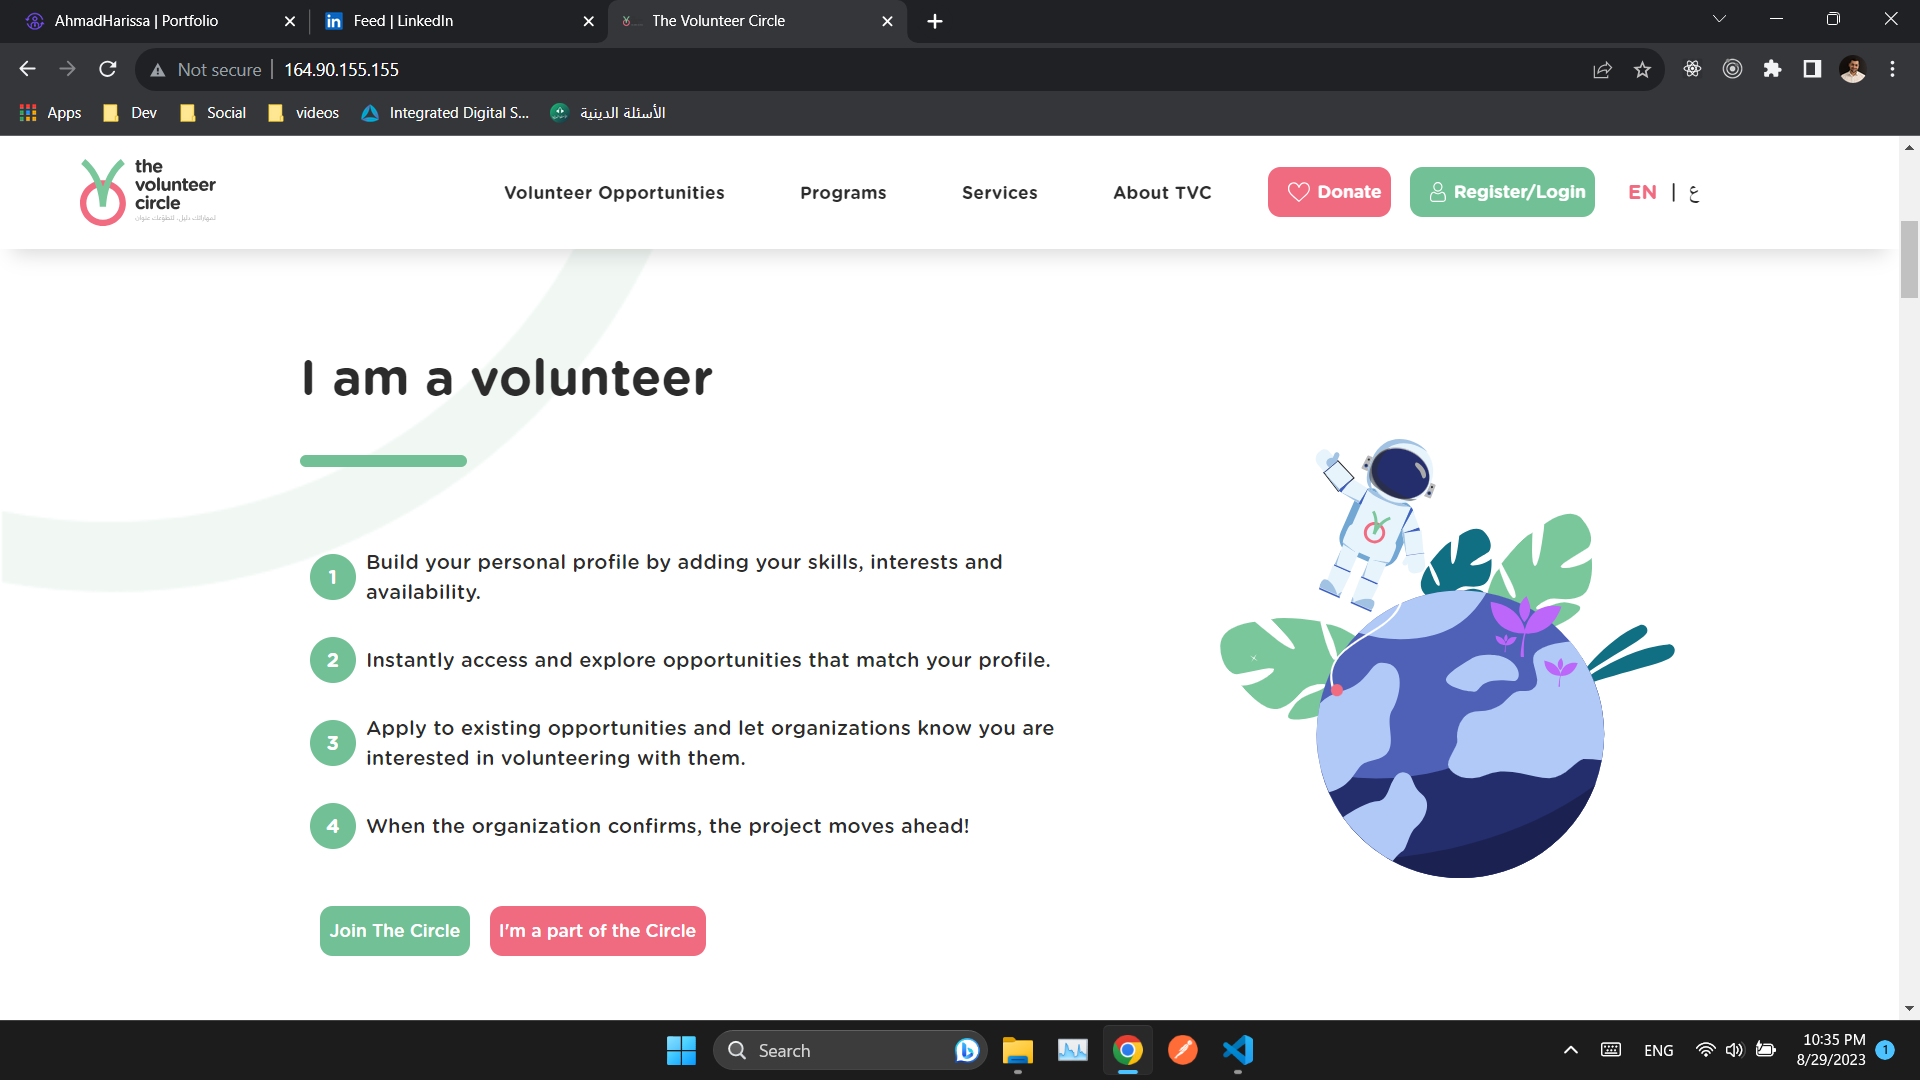 AhmadHarissa | Portfolio
Feed | LinkedIn
The Volunteer Circle
Not secure
164.90.155.155
Apps
Dev
Social
videos
Integrated Digital S...
الأسئلة الدينية
the
volunteer
circle
Volunteer Opportunities
Programs
Services
About TVC
Donate
Register/Login
EN | ع
I am a volunteer
1
Build your personal profile by adding your skills, interests and
availability.
2
Instantly access and explore opportunities that match your profile.
3
Apply to existing opportunities and let organizations know you are
interested in volunteering with them.
4
When the organization confirms, the project moves ahead!
Join The Circle
I'm a part of the Circle
Search
ENG
10:35 PM
8/29/2023
1